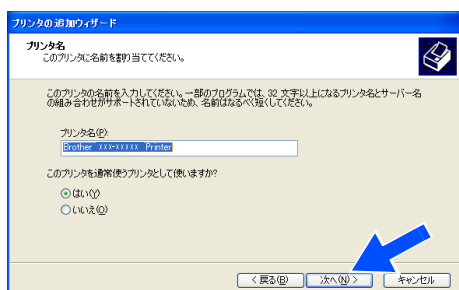 プリンタの追加ウィザード
プリンタ名
このプリンタに名前を割り当ててください。
このプリンタの名前を入力してください。一部のプログラムでは、32 文字以上になるプリンタ名とサーバー名
の組み合わせがサポートされていないため、名前はなるべく短くしてください。
プリンタ名(P):
Brother XXX-XXXXX Printer
このプリンタを通常使うプリンタとして使いますか?
はい(Y)
いいえ(O)
< 戻る(B) 次へ(N) > キャンセル